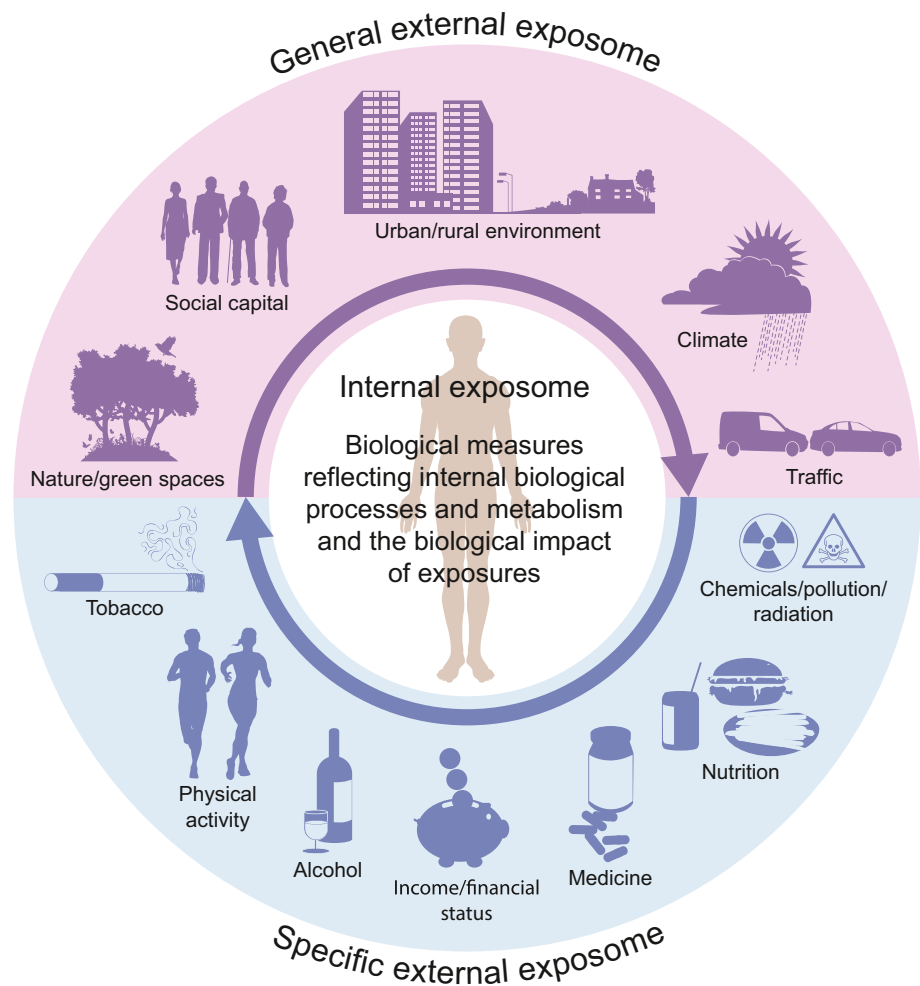 General external exposome
Urban/rural environment
Social capital
Climate
Nature/green spaces
Traffic
Internal exposome
Biological measures
reflecting internal biological
processes and metabolism
and the biological impact
of exposures
Tobacco
Chemicals/pollution/
radiation
Physical
activity
Nutrition
Alcohol
Income/financial
status
Medicine
Specific external exposome